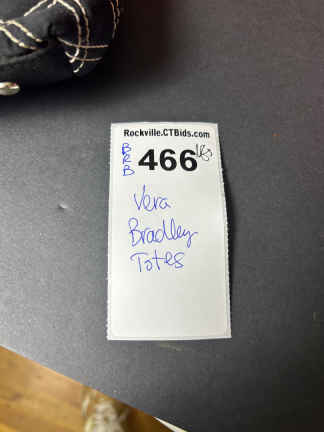 Rockville.CTBids.com
BRB 466
Vera
Bradley
Totes